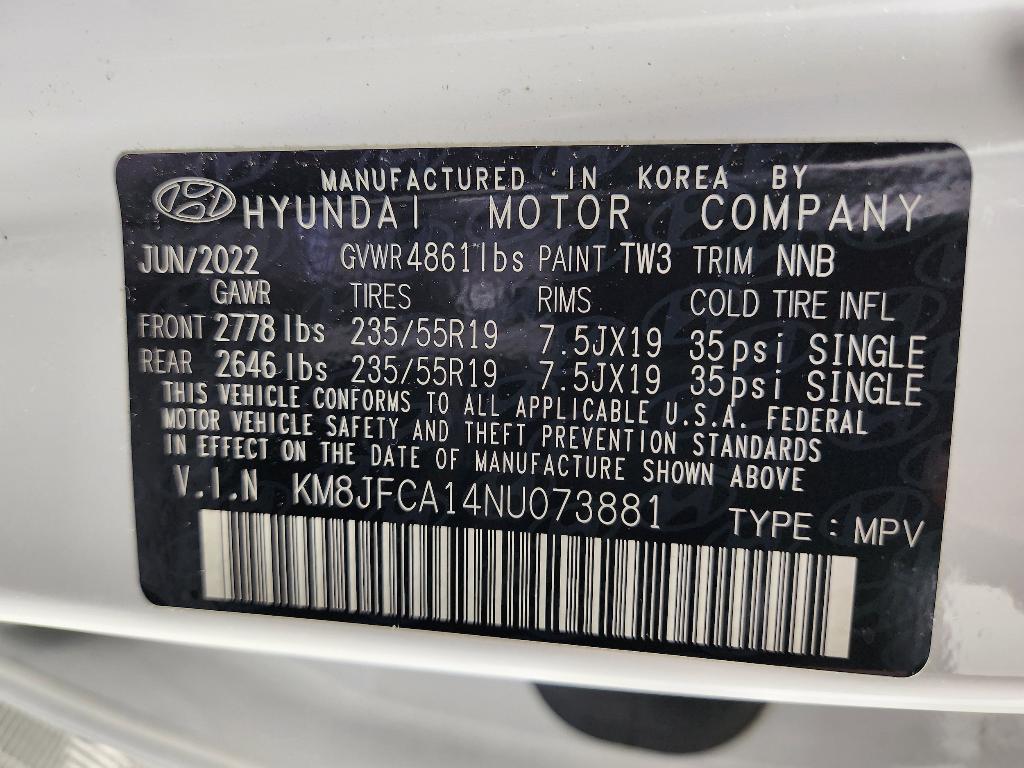 MANUFACTURED IN KOREA BY
HYUNDAI MOTOR COMPANY
JUN/2022 GVWR 4861 lbs PAINT TW3 TRIM NNB
GAWR TIRES RIMS COLD TIRE INFL
FRONT 2778 lbs 235/55R19 7.5JX19 35psi SINGLE
REAR 2646 lbs 235/55R19 7.5JX19 35psi SINGLE
THIS VEHICLE CONFORMS TO ALL APPLICABLE U.S.A. FEDERAL
MOTOR VEHICLE SAFETY AND THEFT PREVENTION STANDARDS
IN EFFECT ON THE DATE OF MANUFACTURE SHOWN ABOVE
V.I.N KM8JFCA14NU073881 TYPE : MPV